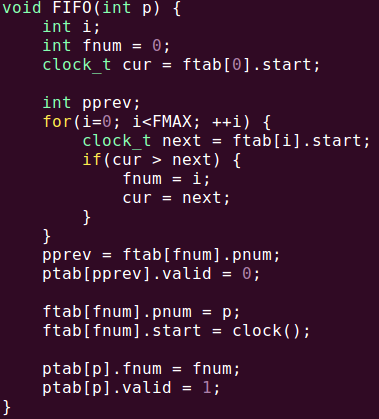 void FIFO(int p) {
    int i;
    int fnum = 0;
    clock_t cur = ftab[0].start;

    int pprev;
    for(i=0; i<FMAX; ++i) {
        clock_t next = ftab[i].start;
        if(cur > next) {
            fnum = i;
            cur = next;
        }
    }
    pprev = ftab[fnum].pnum;
    ptab[pprev].valid = 0;

    ftab[fnum].pnum = p;
    ftab[fnum].start = clock();

    ptab[p].fnum = fnum;
    ptab[p].valid = 1;
}